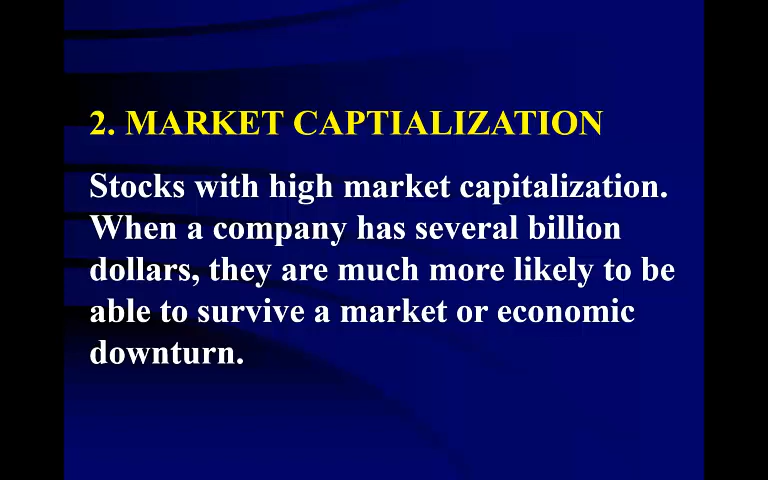 2. MARKET CAPTIALIZATION
Stocks with high market capitalization.
When a company has several billion
dollars, they are much more likely to be
able to survive a market or economic
downturn.